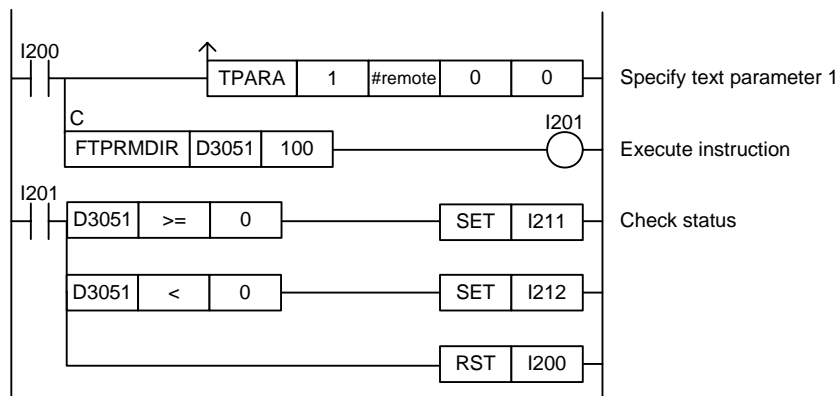 I200
TPARA 1 #remote 0 0 Specify text parameter 1
C I201
FTPRMDIR D3051 100 Execute instruction
I201
D3051 >= 0 SET I211 Check status
D3051 < 0 SET I212
RST I200